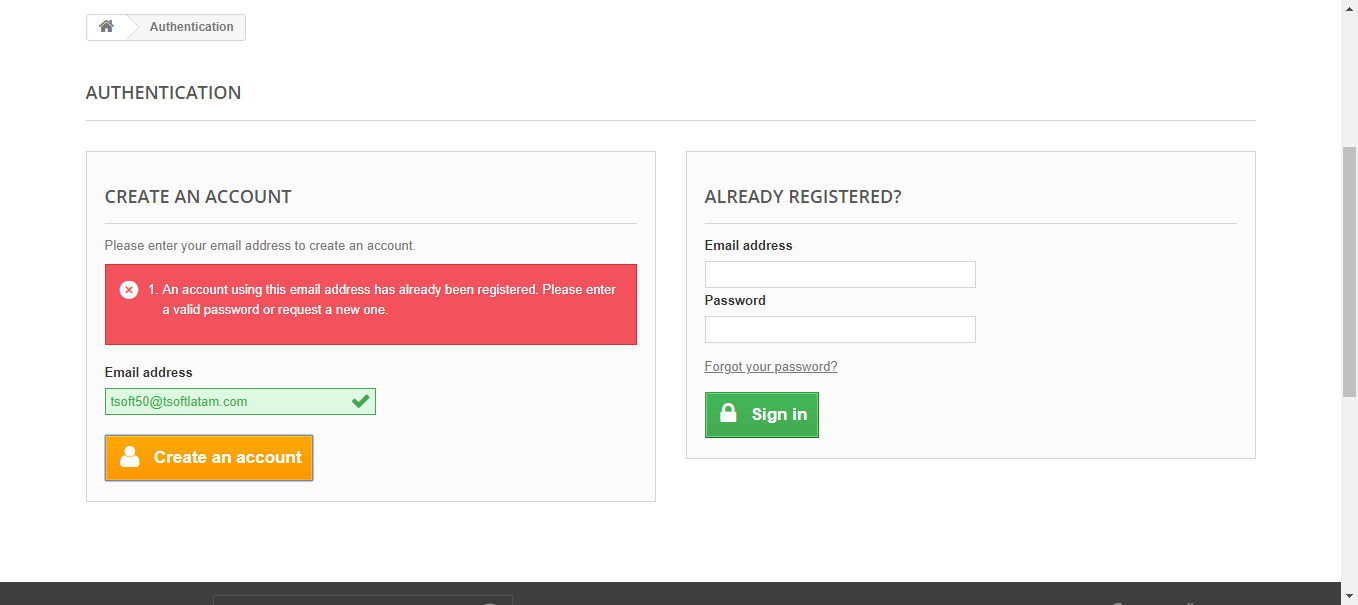 Authentication
AUTHENTICATION
CREATE AN ACCOUNT
Please enter your email address to create an account.
1. An account using this email address has already been registered. Please enter
a valid password or request a new one.
Email address
tsoft50@tsoftlatam.com
Create an account
ALREADY REGISTERED?
Email address
Password
Forgot your password?
Sign in